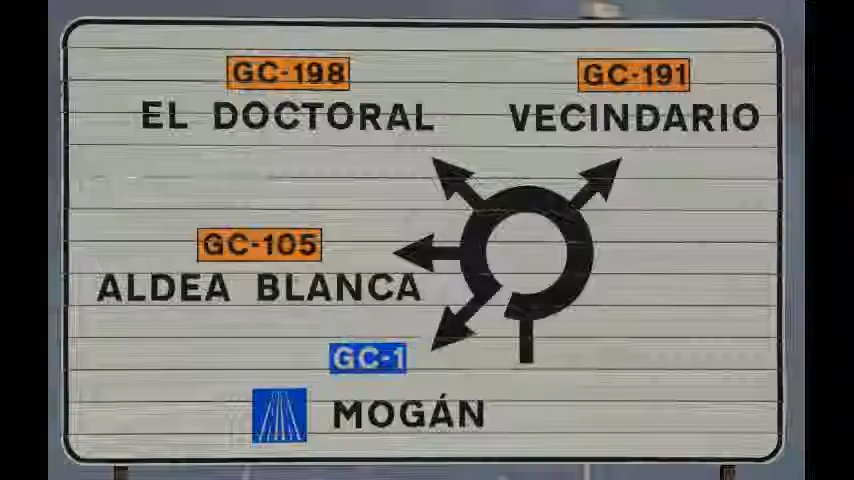 GC-198
EL DOCTORAL
GC-191
VECINDARIO
GC-105
ALDEA BLANCA
GC-1
MOGÁN